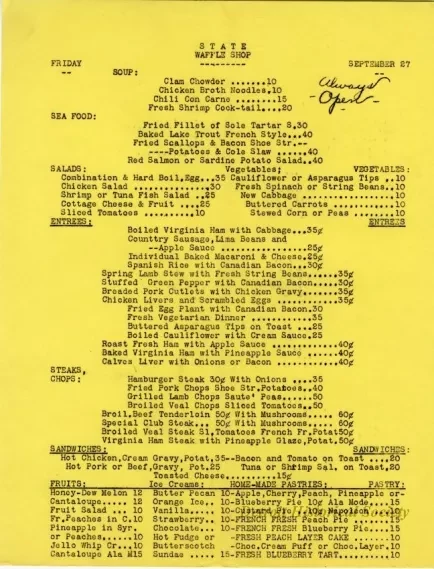 STATE
WAFFLE SHOP
FRIDAY ---------- SEPTEMBER 27
SOUP:
Clam Chowder .......10
Chicken Broth Noodles.10
Chili Con Carne ........15
Fresh Shrimp Cock-tail....20
Always
-Open-
SEA FOOD:
Fried Fillet of Sole Tartar S.30
Baked Lake Trout French Style...40
Fried Scallops & Bacon Shoe Str.--
----Potatoes & Cole Slaw ......40
Red Salmon or Sardine Potato Salad..40
SALADS: Vegetables; VEGETABLES:
Combination & Hard Boil,Egg...35 Cauliflower or Asparagus Tips ..10
Chicken Salad .............30 Fresh Spinach or String Beans..10
Shrimp or Tuna Fish Salad ..25 New Cabbage ...............10
Cottage Cheese & Fruit ....25 Buttered Carrots ...........10
Sliced Tomatoes ..........10 Stewed Corn or Peas ........10
ENTREES: ENTREES
Boiled Virginia Ham with Cabbage...35¢
Counttry Sausage,Lima Beans and
--Apple Sauce ..............25¢
Individual Baked Macaroni & Cheese.25¢
Spanish Rice with Canadian Bacon...30¢
Spring Lamb Stew with Fresh String Beans.....35¢
Stuffed Green Pepper with Canadian Bacon.....30¢
Breaded Pork Cutlets with Chicken Gravy......35¢
Chicken Livers and Scrambled Eggs ...........35¢
Fried Egg Plant with Canadian Bacon.30
Fresh Vegetarian Dinner ...........35
Buttered Asparagus Tips on Toast ...25
Boiled Cauliflower with Cream Sauce.25
Roast Fresh Ham with Apple Sauce ...........40¢
Baked Virginia Ham with Pineapple Sauce ......40¢
Calves Liver with Onions or Bacon ...........40¢
STEAKS,
CHOPS: Hamburger Steak 30¢ With Onions ....35
Fried Pork Chops Shoe Str.Potatoes..40
Grilled Lamb Chops Saute' Peas.....50
Broiled Veal Chops Sliced Tomatoes..50
Broil,Beef Tenderloin 50¢ With Mushrooms..... 60¢
Special Club Steak... 50¢ With Mushrooms..... 60¢
Broiled Veal Steak Sl,Tomatoes French Fr,Potat50¢
Virginia Ham Steak with Pineapple Glaze,Potat.50¢
SANDWICHES: SANDWICHES:
Hot Chicken,Cream Gravy,Potat,35--Bacon and Tomato on Toast ...20
Hot Pork or Beef,Gravy, Pot.25 Tuna or Shrimp Sal. on Toast,20
Toasted Cheese.............15¢
FRUITS: Ice Creams: HOME-MADE PASTRIES: PASTRY:
Honey-Dew Melon 12 Butter Pecan 10-Apple,Cherry,Peach, Pineapple or-
Cantaloups..... 12 Orange Ice.. 10-Blueberry Pie 10¢ Ala Mode....15-
Fruit Salad ... 10 Vanilla..... 10- Pie ..10¢ Napolion
Fr,Peaches in C.10 Strawberry.. 10-FRENCH FRESH Peach Pie ......15-
Pineapple in Syr. Chocolate... 10-FRENCH FRESH Blueberry Pie....15-
or Peaches.....10 Hot Fudge or -FRESH PEACH LAYER CAKE ......10-
Jello Whip Cr...10 Butterscotch -Choc.Cream Puff or Choc,Layer.10
Cantaloupe Ala M15 Sundae ..... 15-FRESH BLUEBERRY TART.........10-